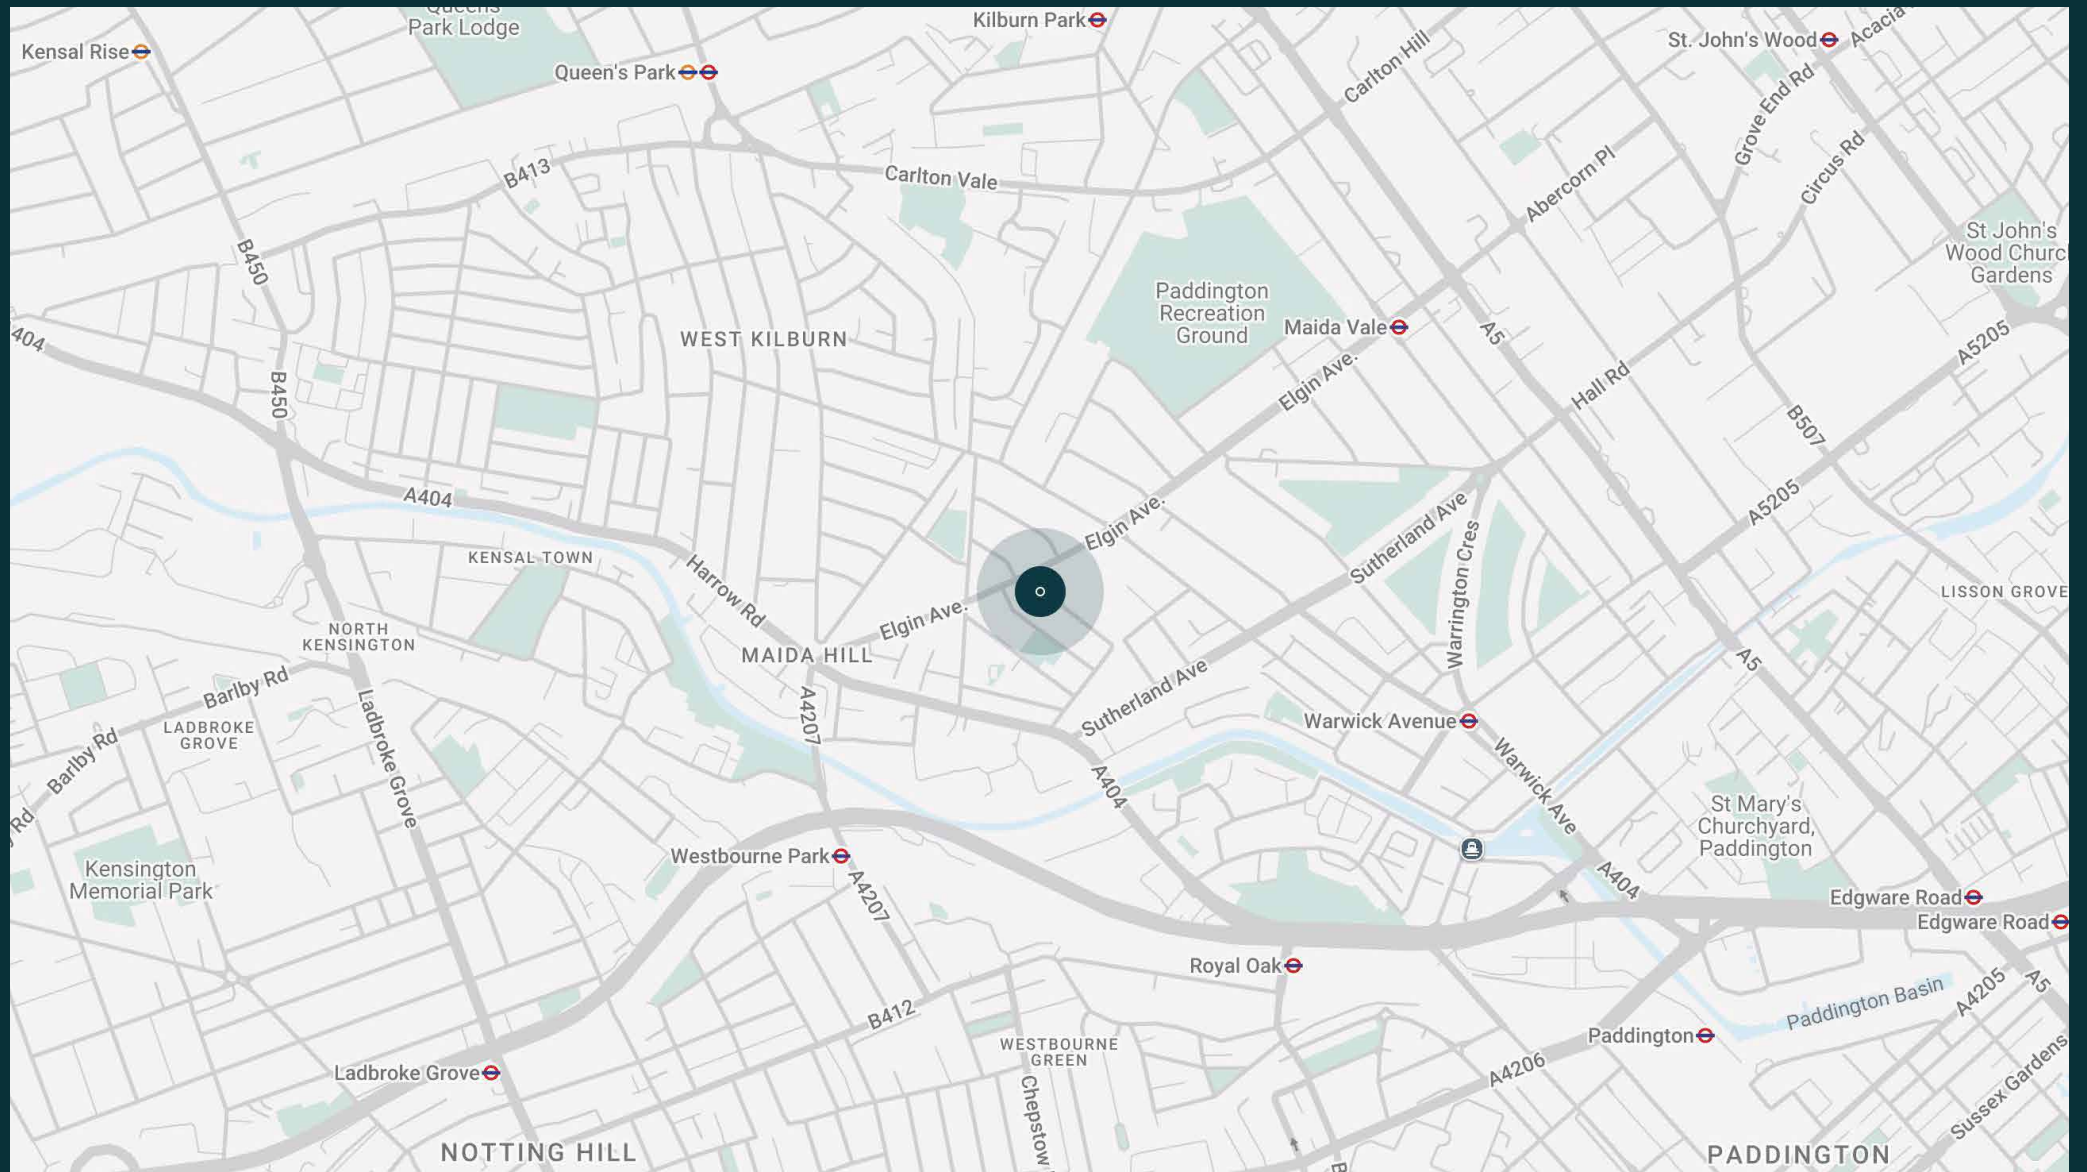 Queens
Park Lodge
Kilburn Park
Kensal Rise
Queen's Park
St. John's Wood
Acacia
Carlton Hill
Grove End Rd
Circus Rd
Abercorn Pl
B413
Carlton Vale
B450
St John's
Wood Churc
Gardens
Paddington
Recreation
Ground
Maida Vale
A5
A5205
404
WEST KILBURN
B450
Elgin Ave.
Hall Rd
B507
A404
A5205
Elgin Ave.
Sutherland Ave
Warrington Cres
KENSAL TOWN
Harrow Rd
Elgin Ave.
LISSON GROVE
NORTH
KENSINGTON
MAIDA HILL
A5
Barlby Rd
Sutherland Ave
A4207
Warwick Avenue
Ladbroke Grove
LADBROKE
GROVE
Barlby Rd
Warwick Ave
A404
Rd
St Mary's
Churchyard,
Paddington
Westbourne Park
Kensington
Memorial Park
A4207
A404
Edgware Road
Edgware Road
Royal Oak
A5
A4205
Paddington Basin
B412
Paddington
WESTBOURNE
GREEN
A4206
Ladbroke Grove
Sussex Gardens
Chepstow
NOTTING HILL
PADDINGTON
B